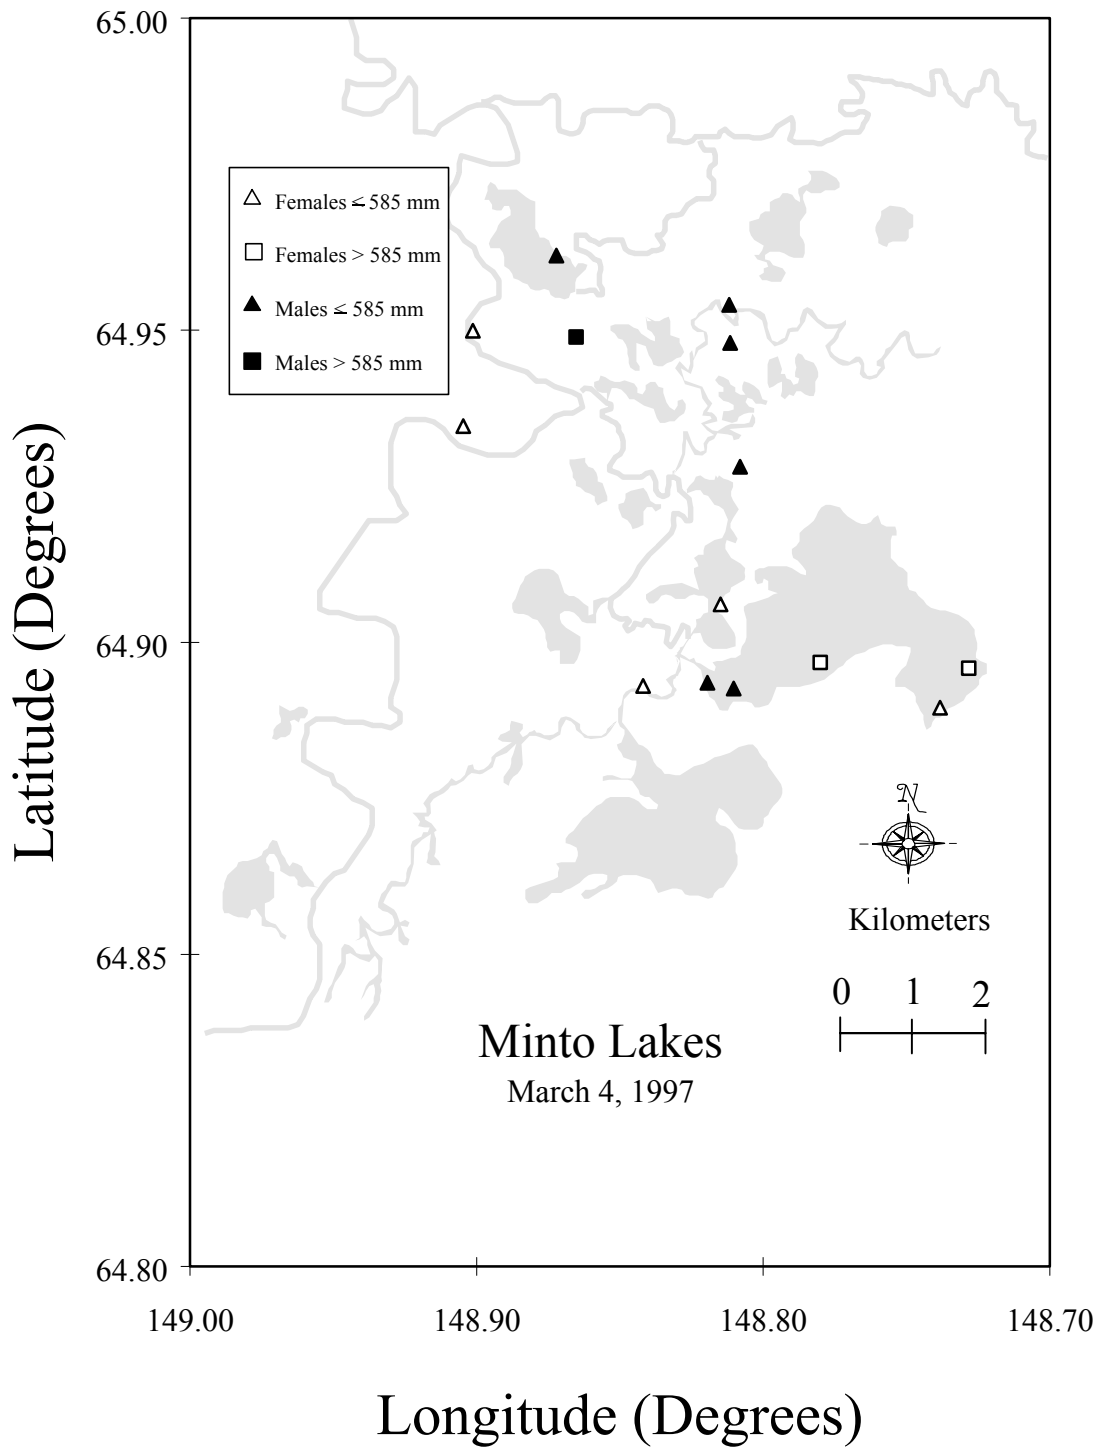 65.00
Females ≤ 585 mm
Females > 585 mm
Males ≤ 585 mm
Males > 585 mm
64.95
64.90
64.85
64.80
Latitude (Degrees)
N
Kilometers
0 1 2
Minto Lakes
March 4, 1997
149.00 148.90 148.80 148.70
Longitude (Degrees)